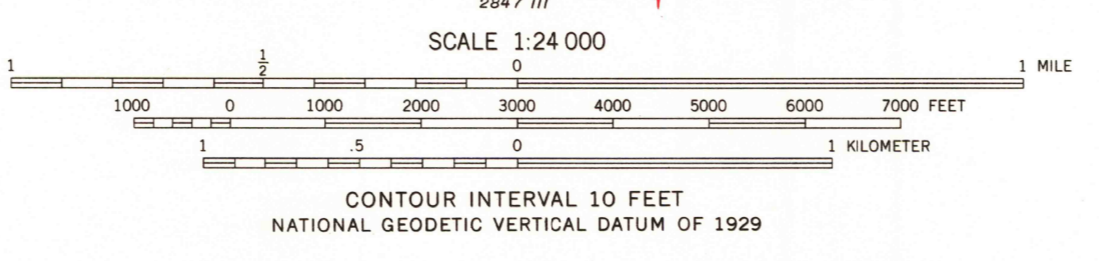 2847 III
SCALE 1:24 000
1 1/2 0 1 MILE
1000 0 1000 2000 3000 4000 5000 6000 7000 FEET
1 .5 0 1 KILOMETER
CONTOUR INTERVAL 10 FEET
NATIONAL GEODETIC VERTICAL DATUM OF 1929